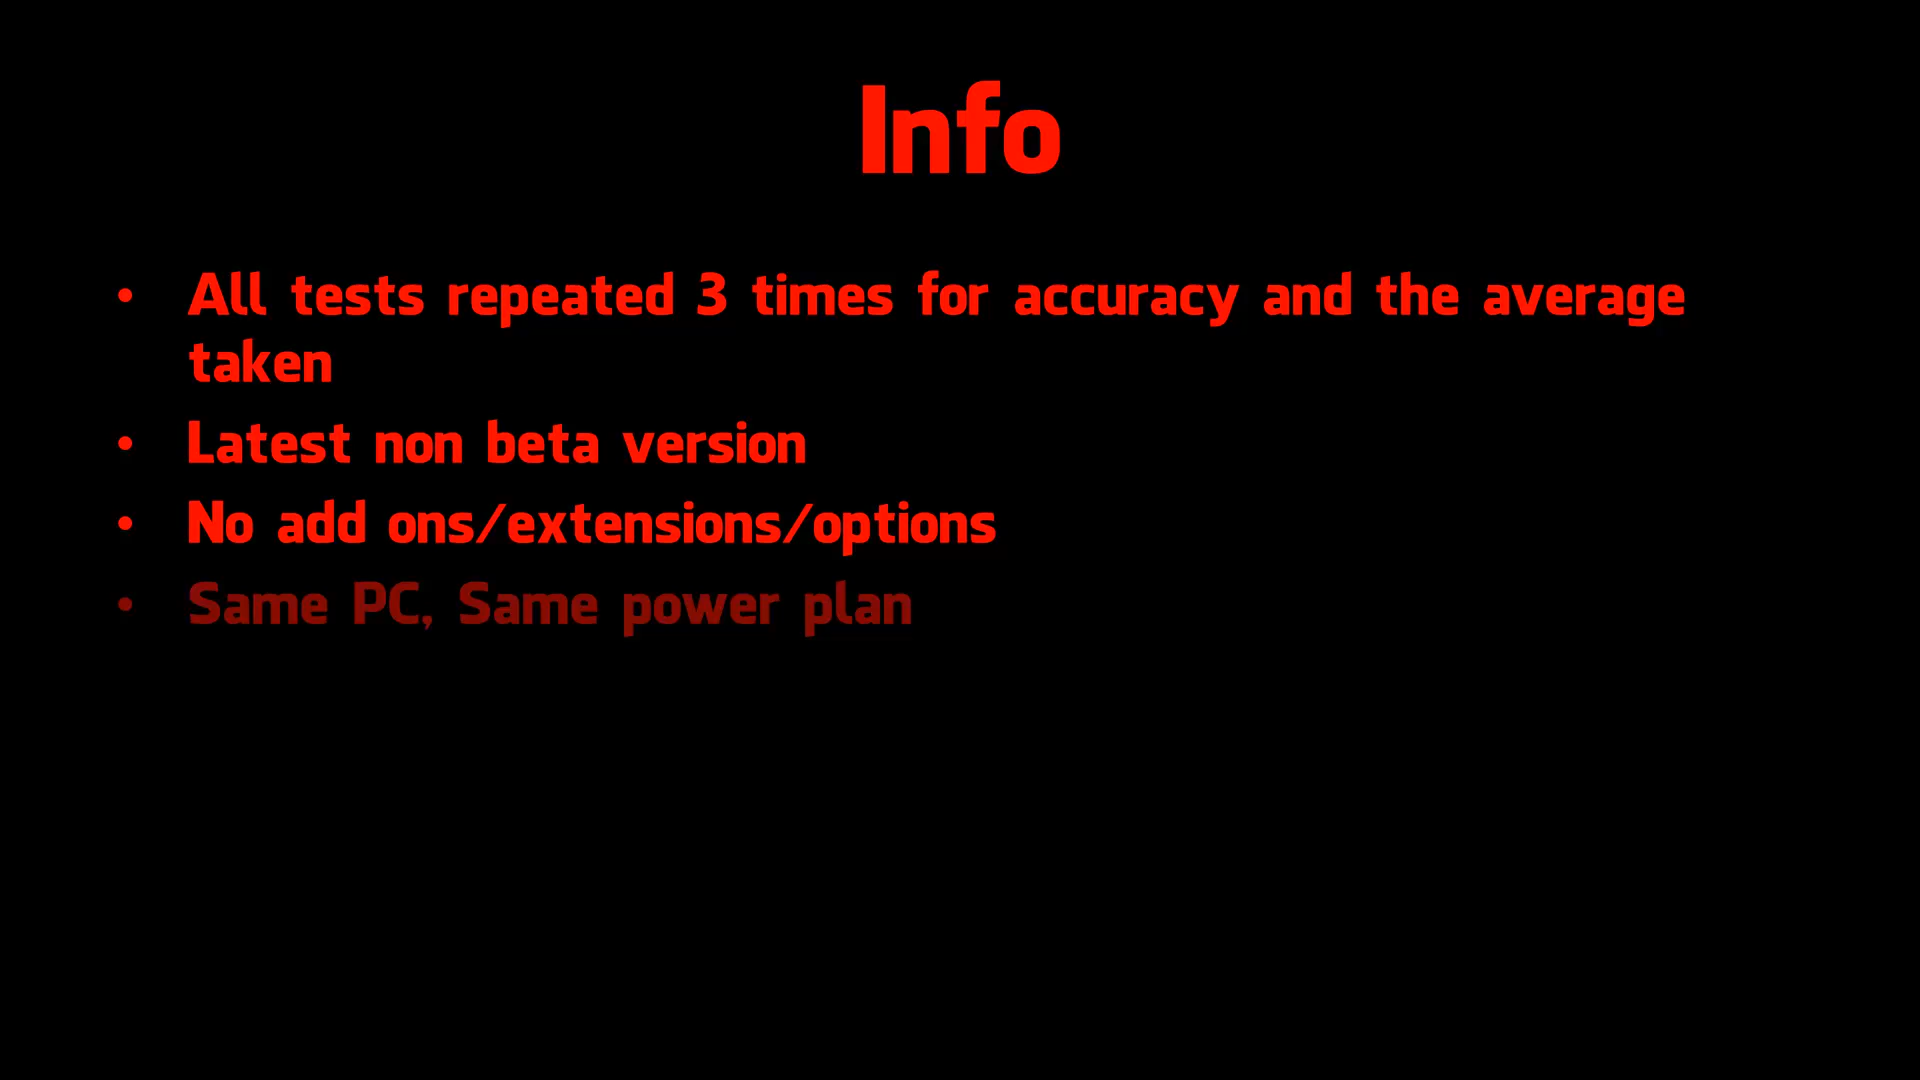 Info
• All tests repeated 3 times for accuracy and the average
taken
• Latest non beta version
• No add ons/extensions/options
• Same PC, Same power plan